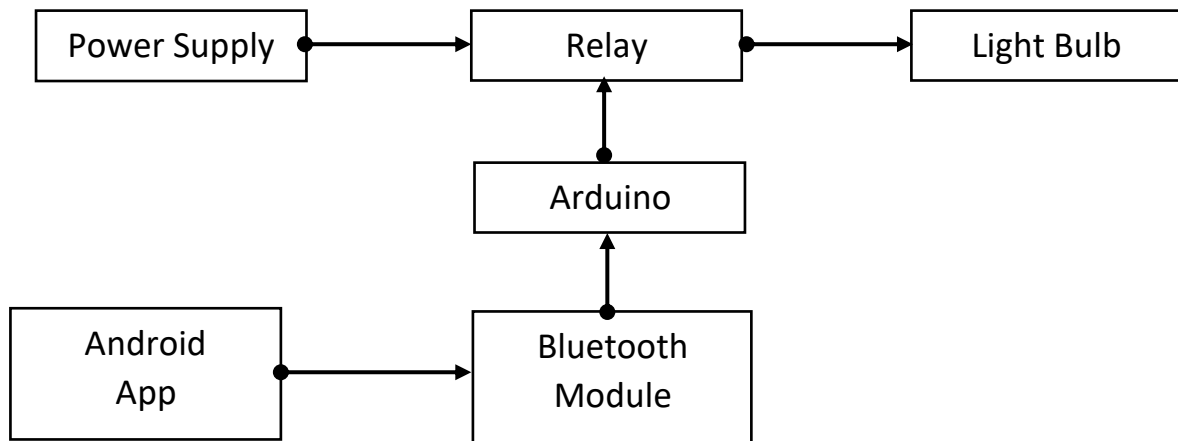 Power Supply
Relay
Light Bulb
Arduino
Android
App
Bluetooth
Module